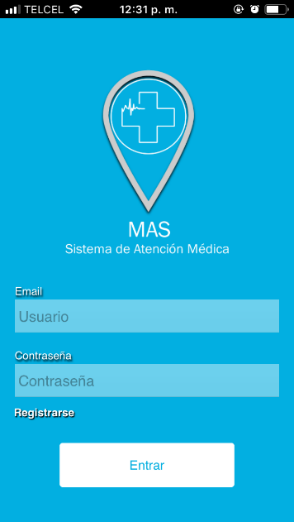 TELCEL 12:31 p. m.
MAS
Sistema de Atención Médica
Email
Usuario
Contraseña
Contraseña
Registrarse
Entrar